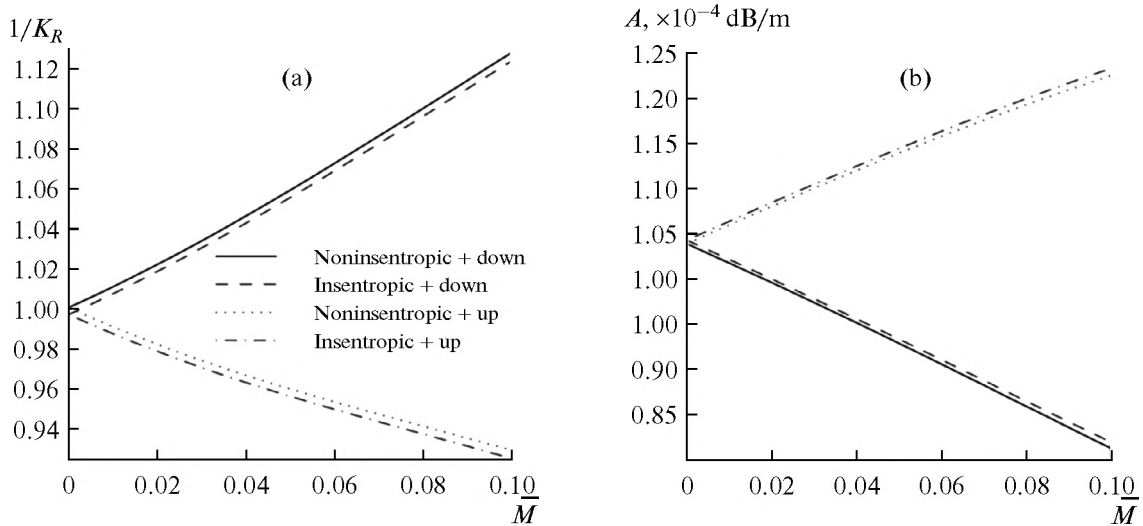 1/K_R
1.12
1.10
1.08
1.06
1.04
1.02
1.00
0.98
0.96
0.94
(a)
Noninsentropic + down
Insentropic + down
Noninsentropic + up
Insentropic + up
0 0.02 0.04 0.06 0.08 0.10
M̅
A, ×10⁻⁴ dB/m
1.25
1.20
1.15
1.10
1.05
1.00
1.00
0.90
0.85
(b)
0 0.02 0.04 0.06 0.08 0.10
M̅